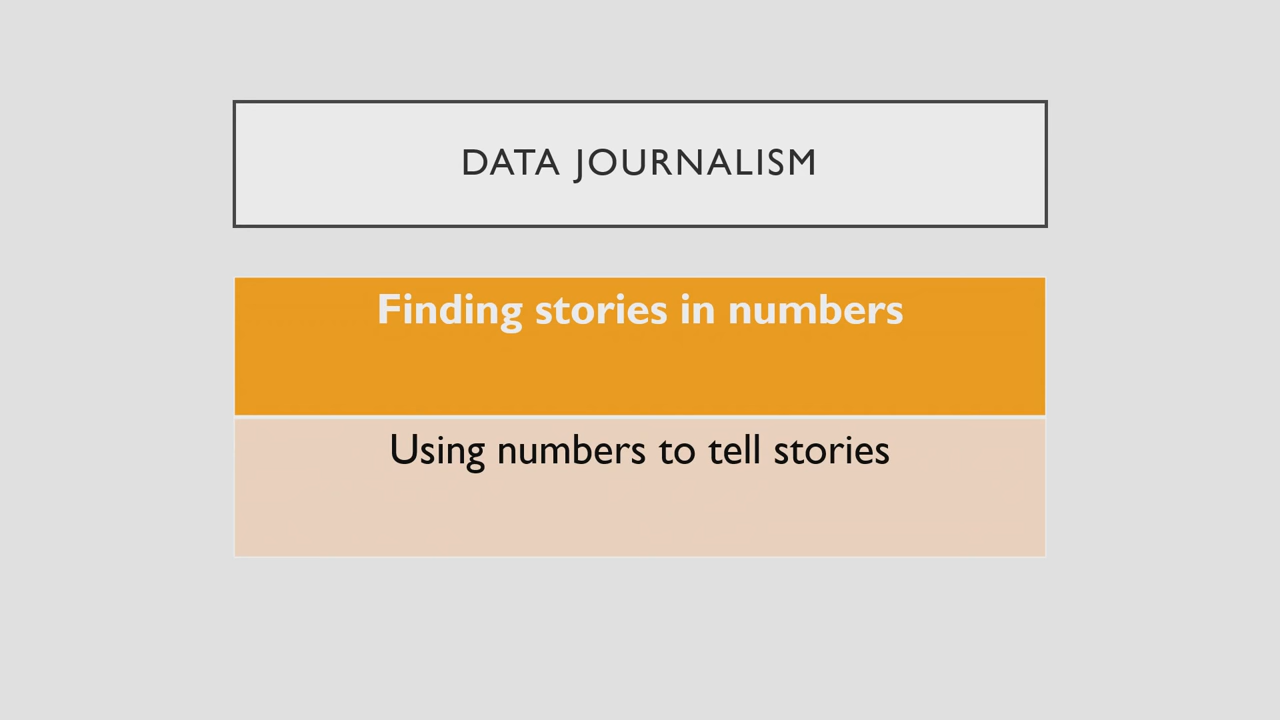 DATA JOURNALISM
Finding stories in numbers
Using numbers to tell stories